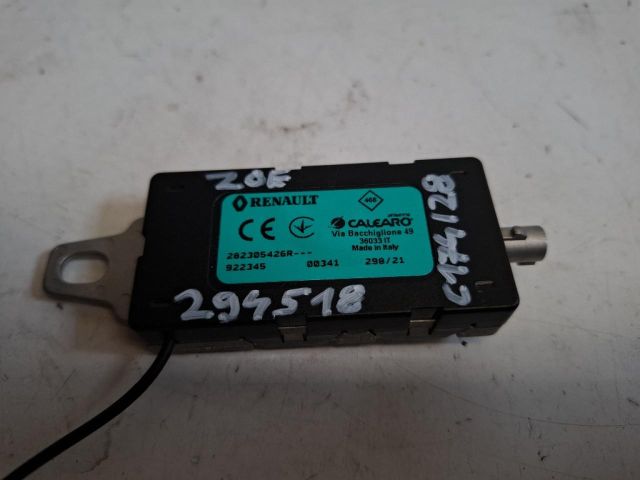 ZOE
RENAULT
468
CE
CALEARO
Via Bacchiglione 49
36033 IT
Made in Italy
282305426R---
922345 00341 298/21
294518
C174128